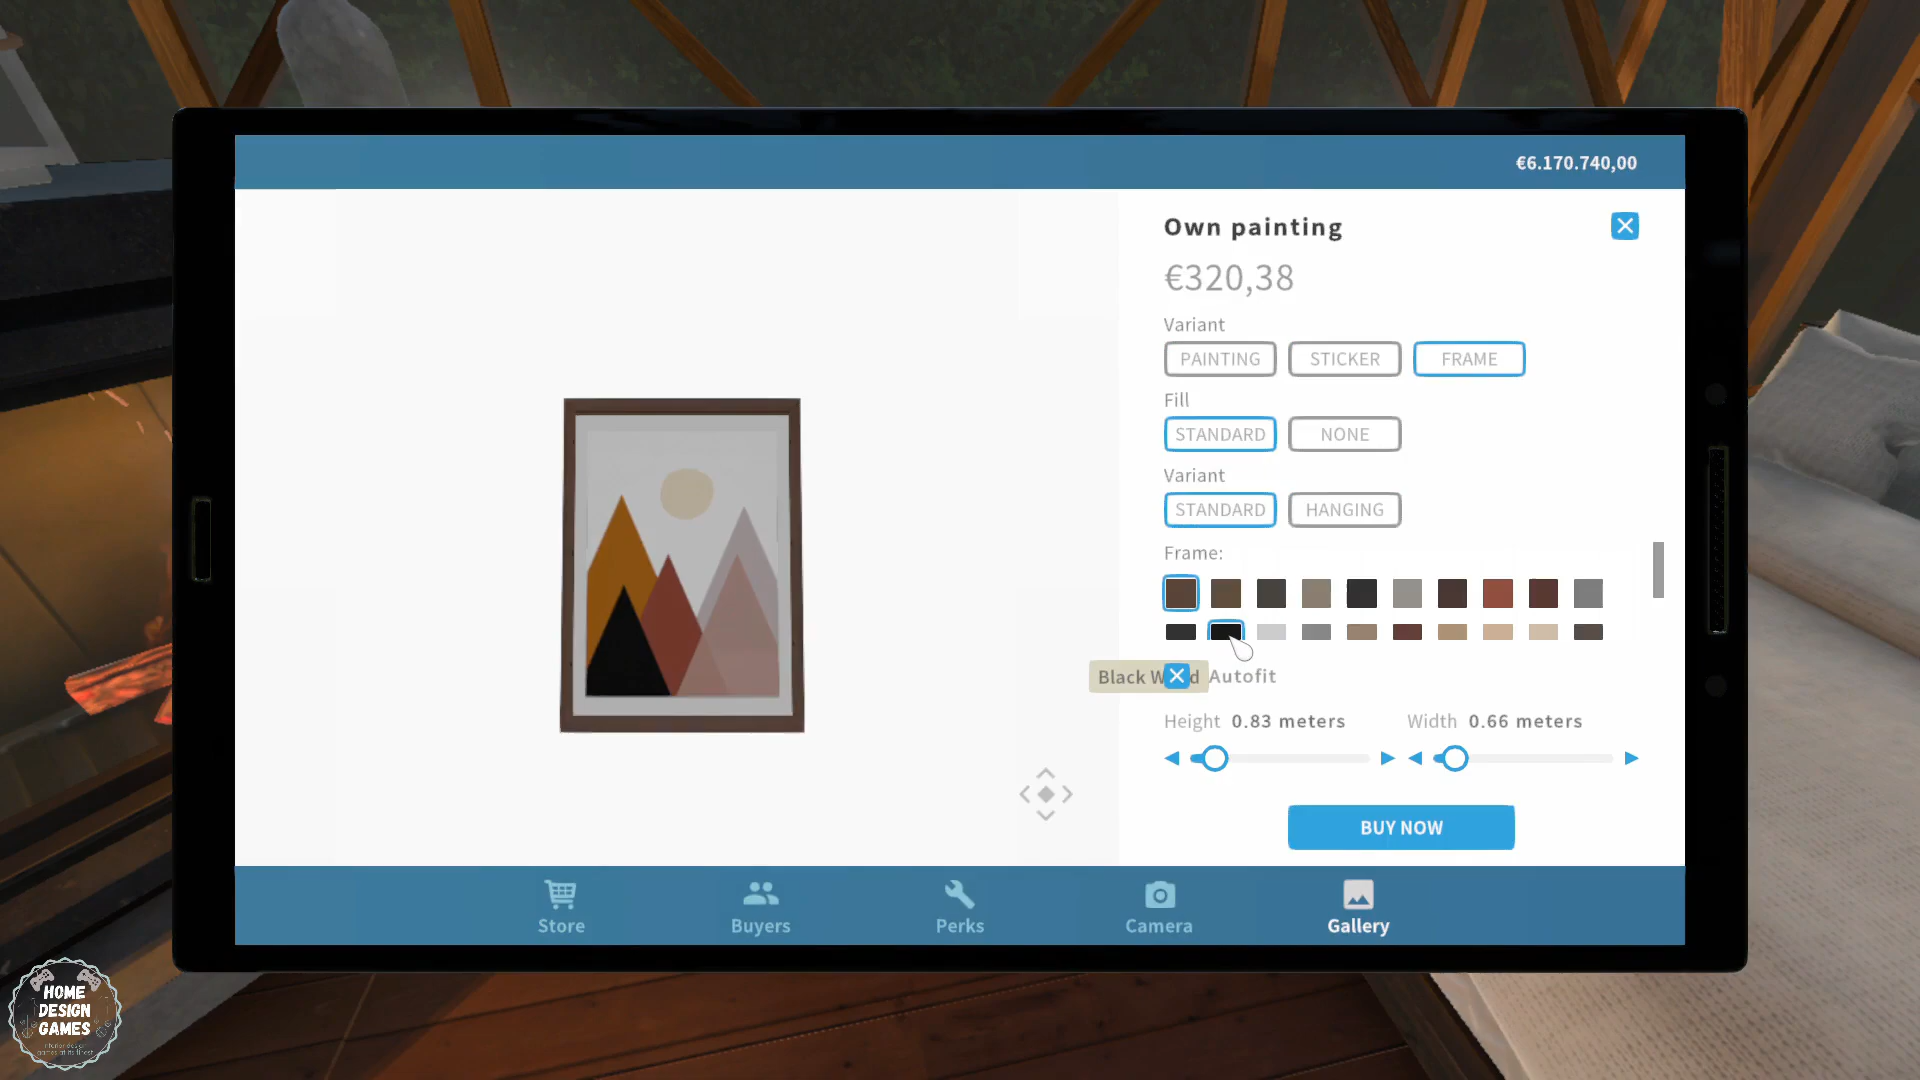 €6.170.740,00
Own painting
€320,38
Variant
PAINTING STICKER FRAME
Fill
STANDARD NONE
Variant
STANDARD HANGING
Frame:
Black W d Autofit
Height 0.83 meters Width 0.66 meters
BUY NOW
Store Buyers Perks Camera Gallery
HOME
DESIGN
GAMES